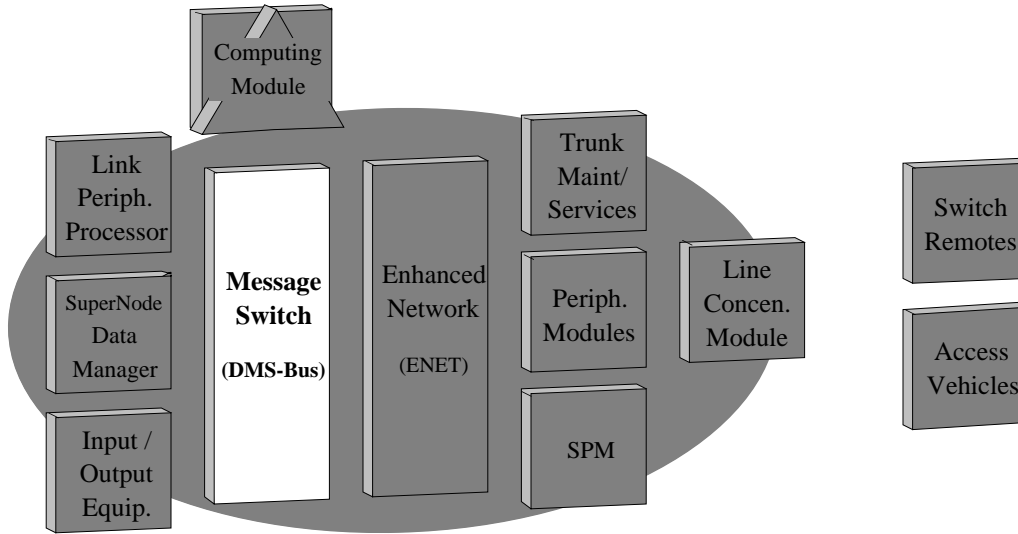 Computing
Module
Link
Periph.
Processor
SuperNode
Data
Manager
Input /
Output
Equip.
Message
Switch
(DMS-Bus)
Enhanced
Network
(ENET)
Trunk
Maint/
Services
Periph.
Modules
SPM
Line
Concen.
Module
Switch
Remotes
Access
Vehicles